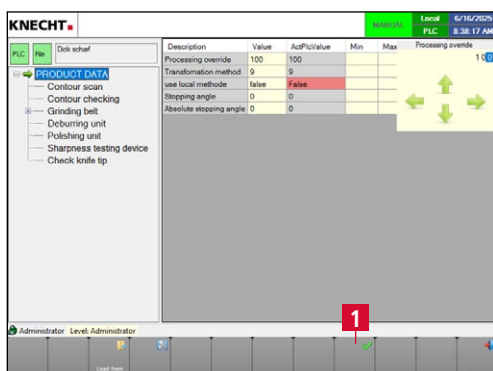 KNECHT
MANUAL
Local
PLC
6/16/2025
8:38:17 AM
PLC
File
Dick scharf
PRODUCT DATA
Contour scan
Contour checking
Grinding belt
Deburring unit
Polishing unit
Sharpness testing device
Check knife tip
Description Value ActPlcValue Min Max
Processing override 100 100
Transformation method 9 9
use local methode false False
Stopping angle 0 0
Absolute stopping angle 0 0
Processing override
100
Administrator Level: Administrator
1
Load from